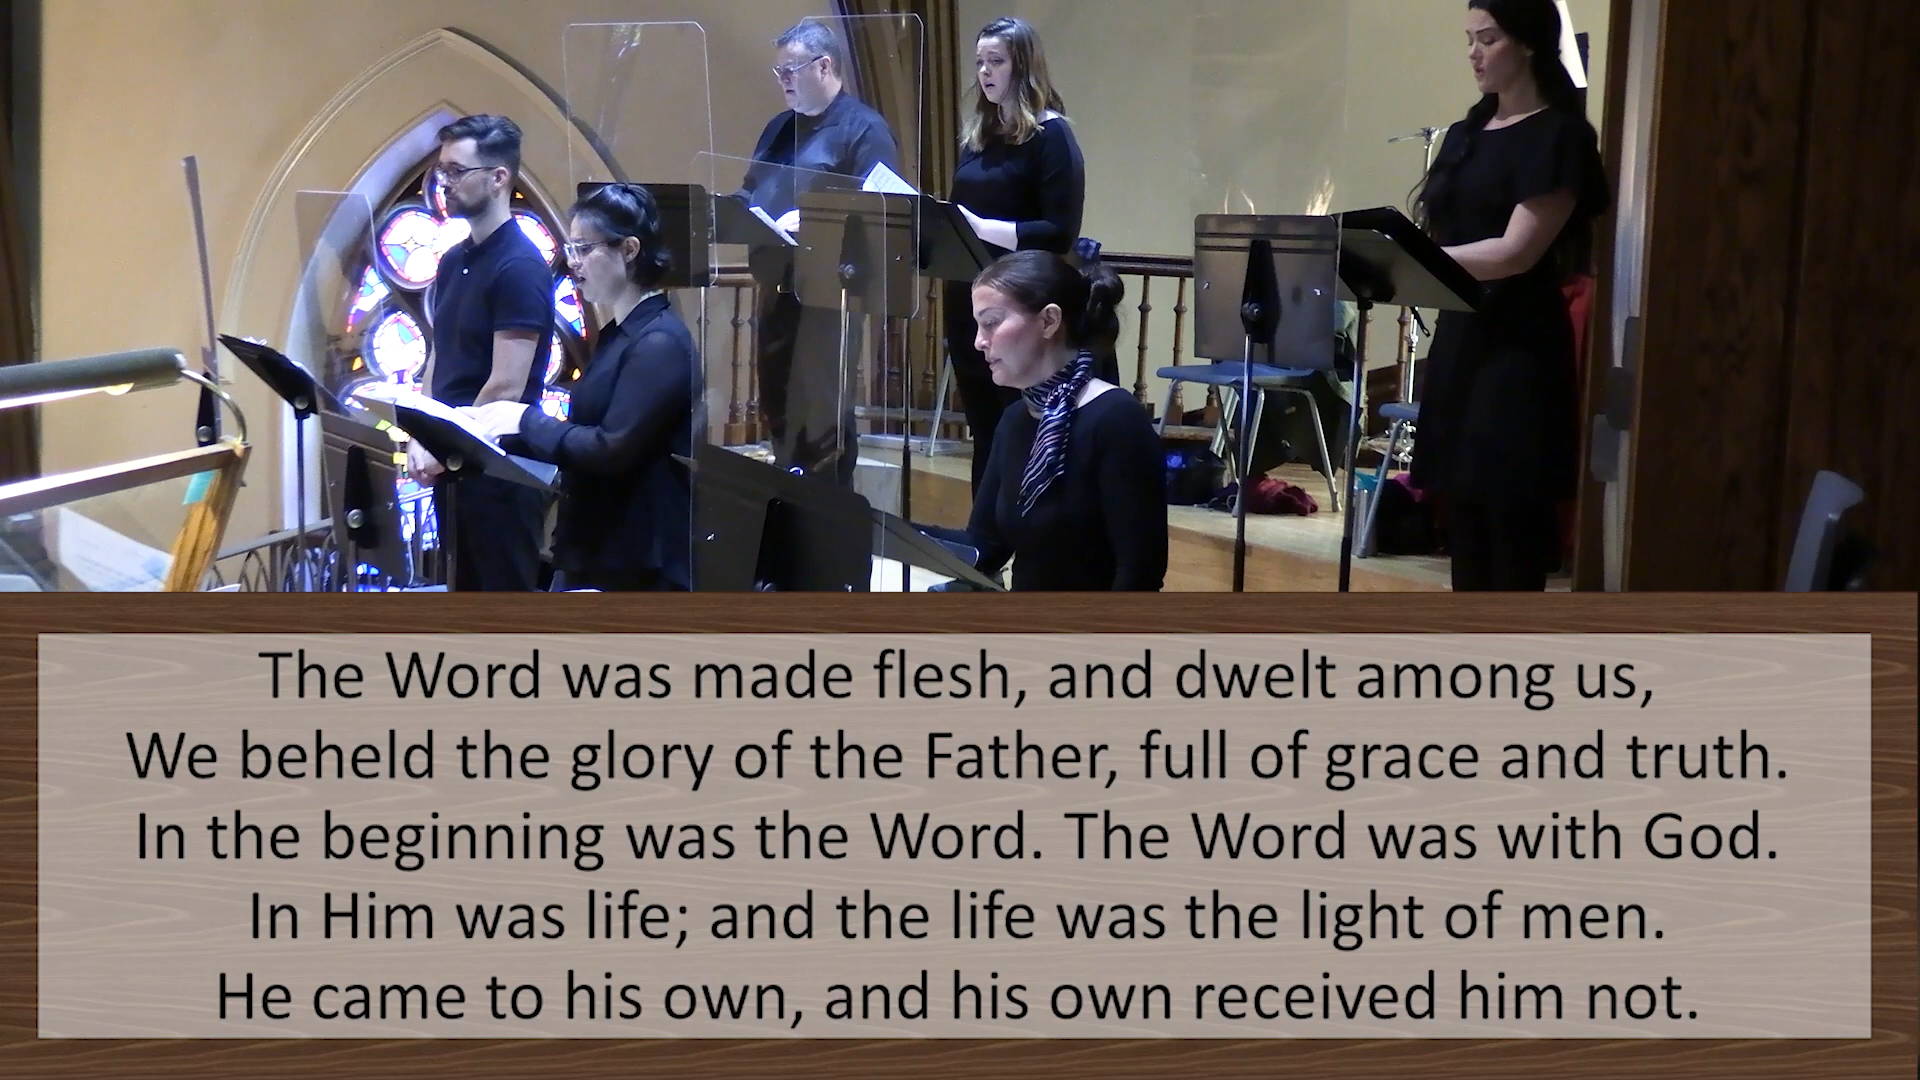 The Word was made flesh, and dwelt among us,
We beheld the glory of the Father, full of grace and truth.
In the beginning was the Word. The Word was with God.
In Him was life; and the life was the light of men.
He came to his own, and his own received him not.